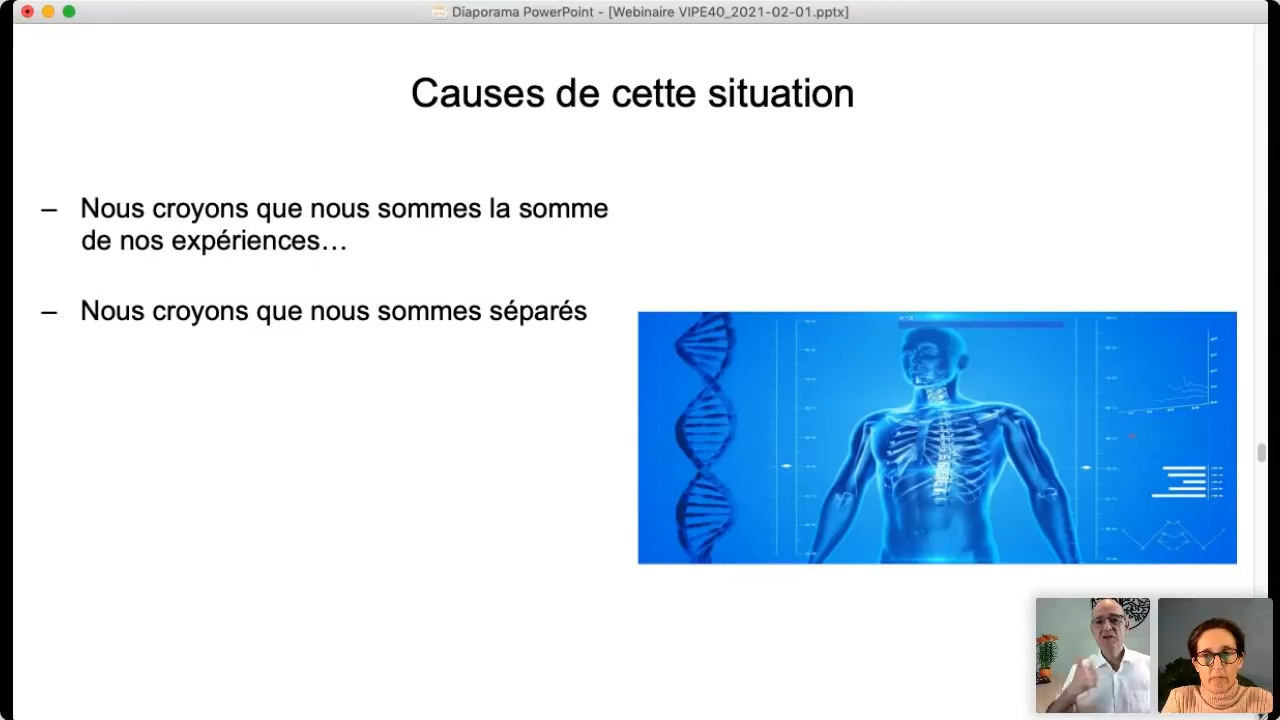 Diaporama PowerPoint - [Webinaire VIPE40_2021-02-01.pptx]
Causes de cette situation
– Nous croyons que nous sommes la somme
de nos expériences…
– Nous croyons que nous sommes séparés